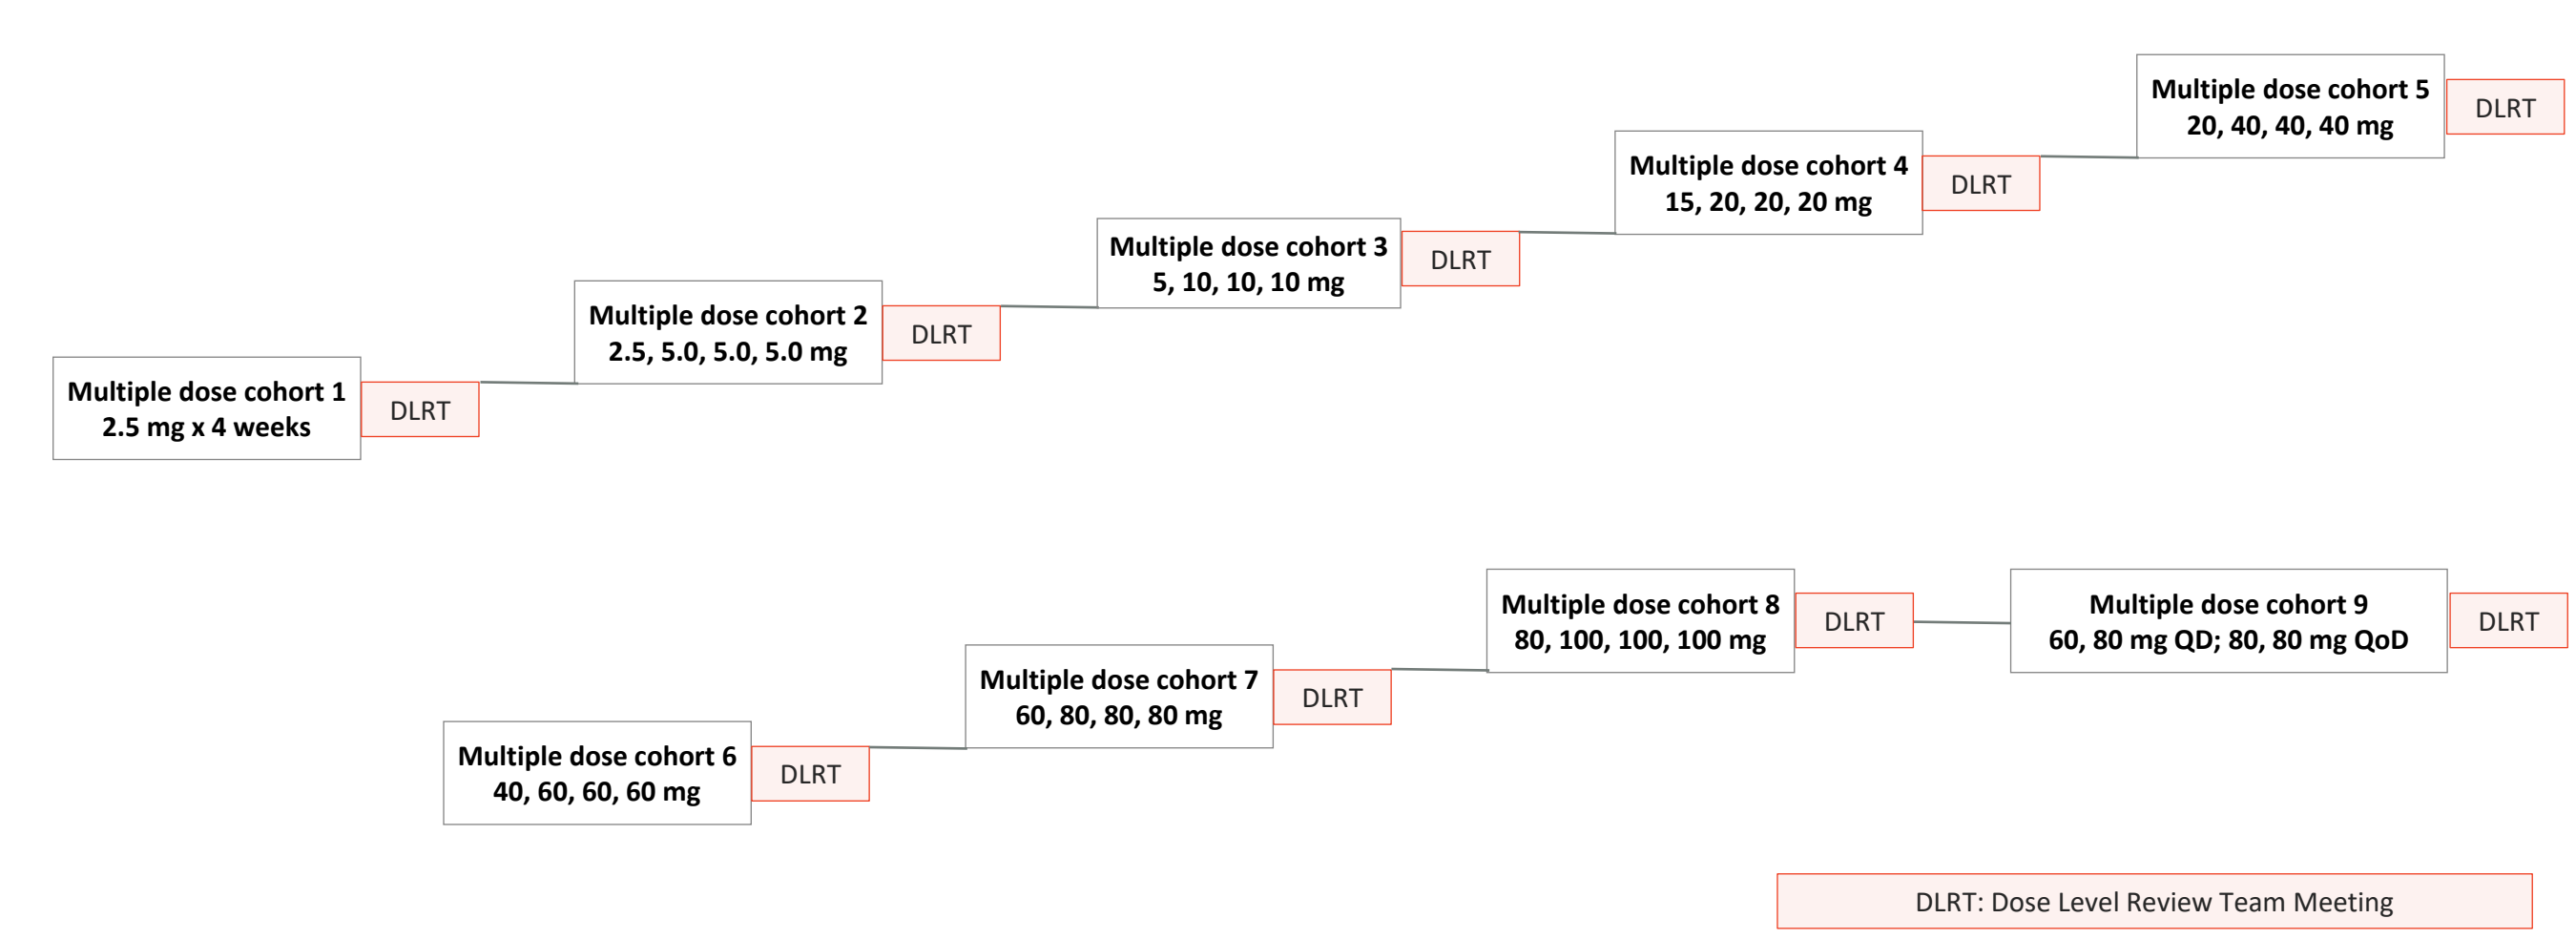 Multiple dose cohort 1
2.5 mg x 4 weeks
DLRT
Multiple dose cohort 2
2.5, 5.0, 5.0, 5.0 mg
DLRT
Multiple dose cohort 3
5, 10, 10, 10 mg
DLRT
Multiple dose cohort 4
15, 20, 20, 20 mg
DLRT
Multiple dose cohort 5
20, 40, 40, 40 mg
DLRT
Multiple dose cohort 6
40, 60, 60, 60 mg
DLRT
Multiple dose cohort 7
60, 80, 80, 80 mg
DLRT
Multiple dose cohort 8
80, 100, 100, 100 mg
DLRT
Multiple dose cohort 9
60, 80 mg QD; 80, 80 mg QoD
DLRT
DLRT: Dose Level Review Team Meeting